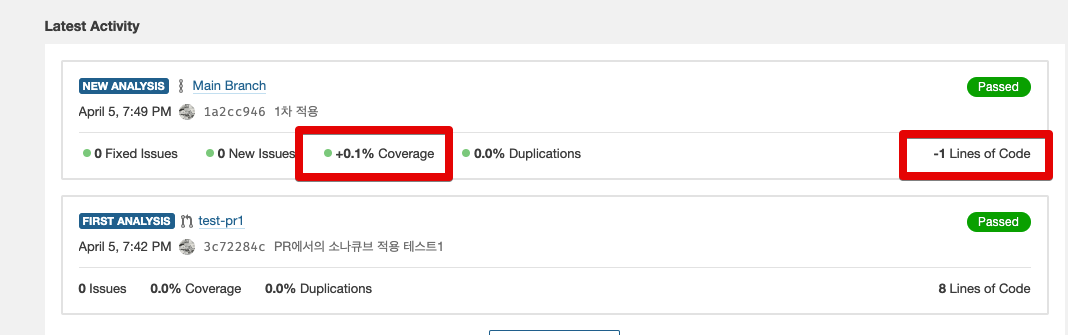 Latest Activity
NEW ANALYSIS Main Branch Passed
April 5, 7:49 PM 1a2cc946 1차 적용
0 Fixed Issues 0 New Issues +0.1% Coverage 0.0% Duplications -1 Lines of Code
FIRST ANALYSIS test-pr1 Passed
April 5, 7:42 PM 3c72284c PR에서의 소나큐브 적용 테스트1
0 Issues 0.0% Coverage 0.0% Duplications 8 Lines of Code